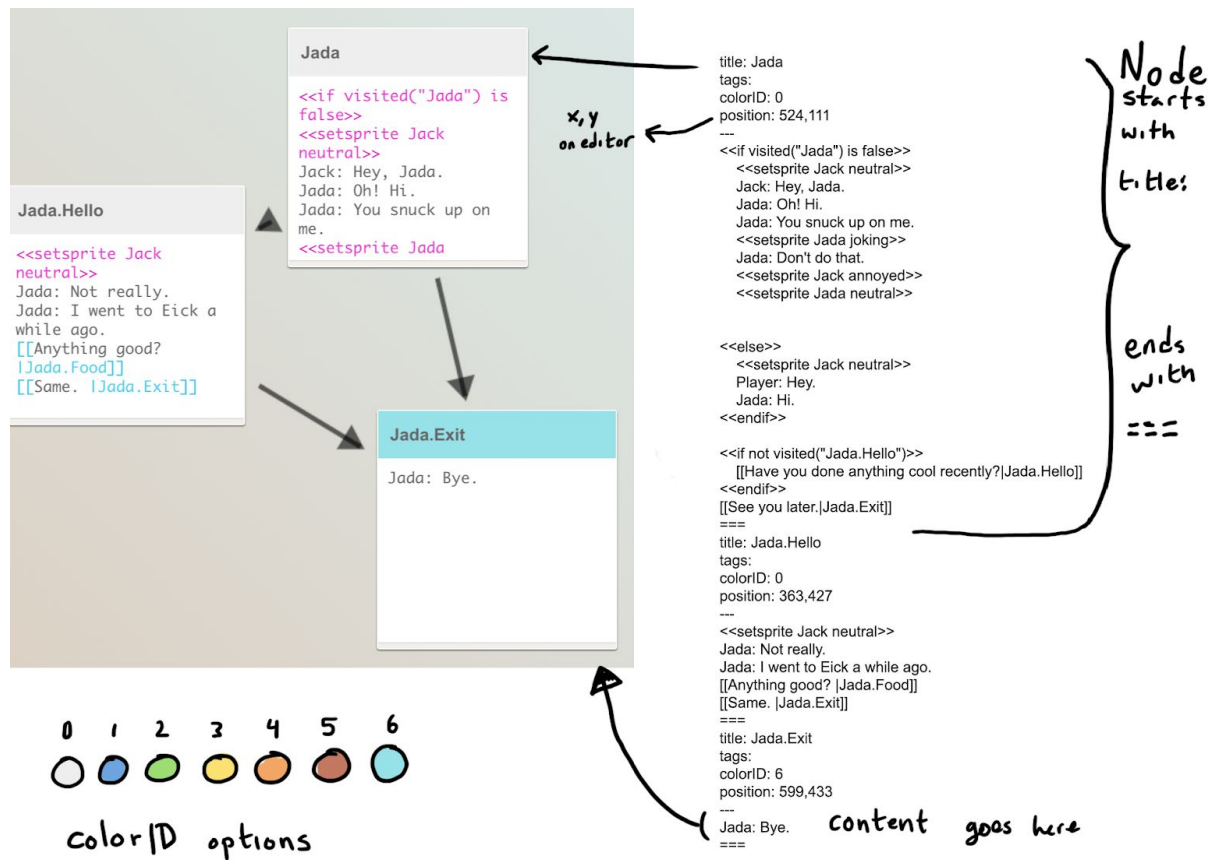 Jada
<<if visited("Jada") is
false>>
<<setsprite Jack
neutral>>
Jack: Hey, Jada.
Jada: Oh! Hi.
Jada: You snuck up on
me.
<<setsprite Jada
Jada.Hello
<<setsprite Jack
neutral>>
Jada: Not really.
Jada: I went to Eick a
while ago.
[[Anything good?
|Jada.Food]]
[[Same. |Jada.Exit]]
Jada.Exit
Jada: Bye.
0 1 2 3 4 5 6
colorID options
x, y
on editor
title: Jada
tags:
colorID: 0
position: 524,111
---
<<if visited("Jada") is false>>
<<setsprite Jack neutral>>
Jack: Hey, Jada.
Jada: Oh! Hi.
Jada: You snuck up on me.
<<setsprite Jada joking>>
Jada: Don't do that.
<<setsprite Jack annoyed>>
<<setsprite Jada neutral>>
<<else>>
<<setsprite Jack neutral>>
Player: Hey.
Jada: Hi.
<<endif>>
<<if not visited("Jada.Hello")>>
[[Have you done anything cool recently?|Jada.Hello]]
<<endif>>
[[See you later.|Jada.Exit]]
===
title: Jada.Hello
tags:
colorID: 0
position: 363,427
---
<<setsprite Jack neutral>>
Jada: Not really.
Jada: I went to Eick a while ago.
[[Anything good? |Jada.Food]]
[[Same. |Jada.Exit]]
===
title: Jada.Exit
tags:
colorID: 6
position: 599,433
---
Jada: Bye.
===
content goes here
Node
starts
with
title:
ends
with
===